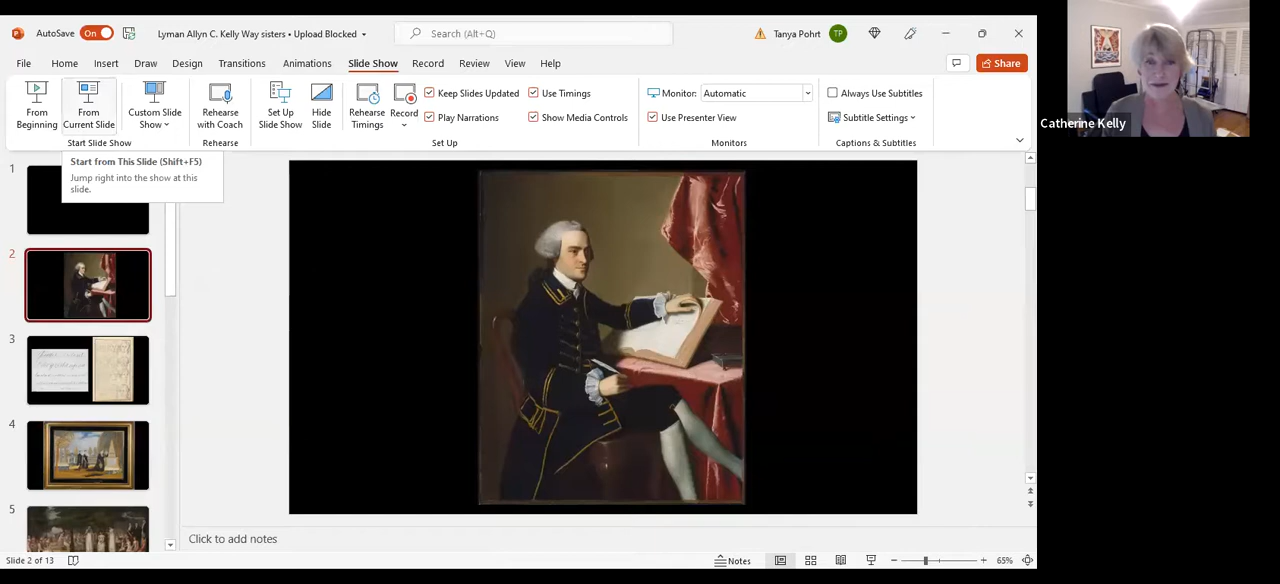 AutoSave On Lyman Allyn C. Kelly Way sisters • Upload Blocked Search (Alt+Q) Tanya Pohrt TP
File Home Insert Draw Design Transitions Animations Slide Show Record Review View Help Share
From Beginning
From Current Slide
Custom Slide Show
Start Slide Show
Rehearse with Coach
Rehearse
Set Up Slide Show
Hide Slide
Rehearse Timings
Record
Keep Slides Updated
Play Narrations
Use Timings
Show Media Controls
Set Up
Monitor: Automatic
Use Presenter View
Monitors
Always Use Subtitles
Subtitle Settings
Captions & Subtitles
Start from This Slide (Shift+F5)
Jump right into the show at this
slide.
1
2
3
4
5
Click to add notes
Slide 2 of 13
Notes
65%
Catherine Kelly